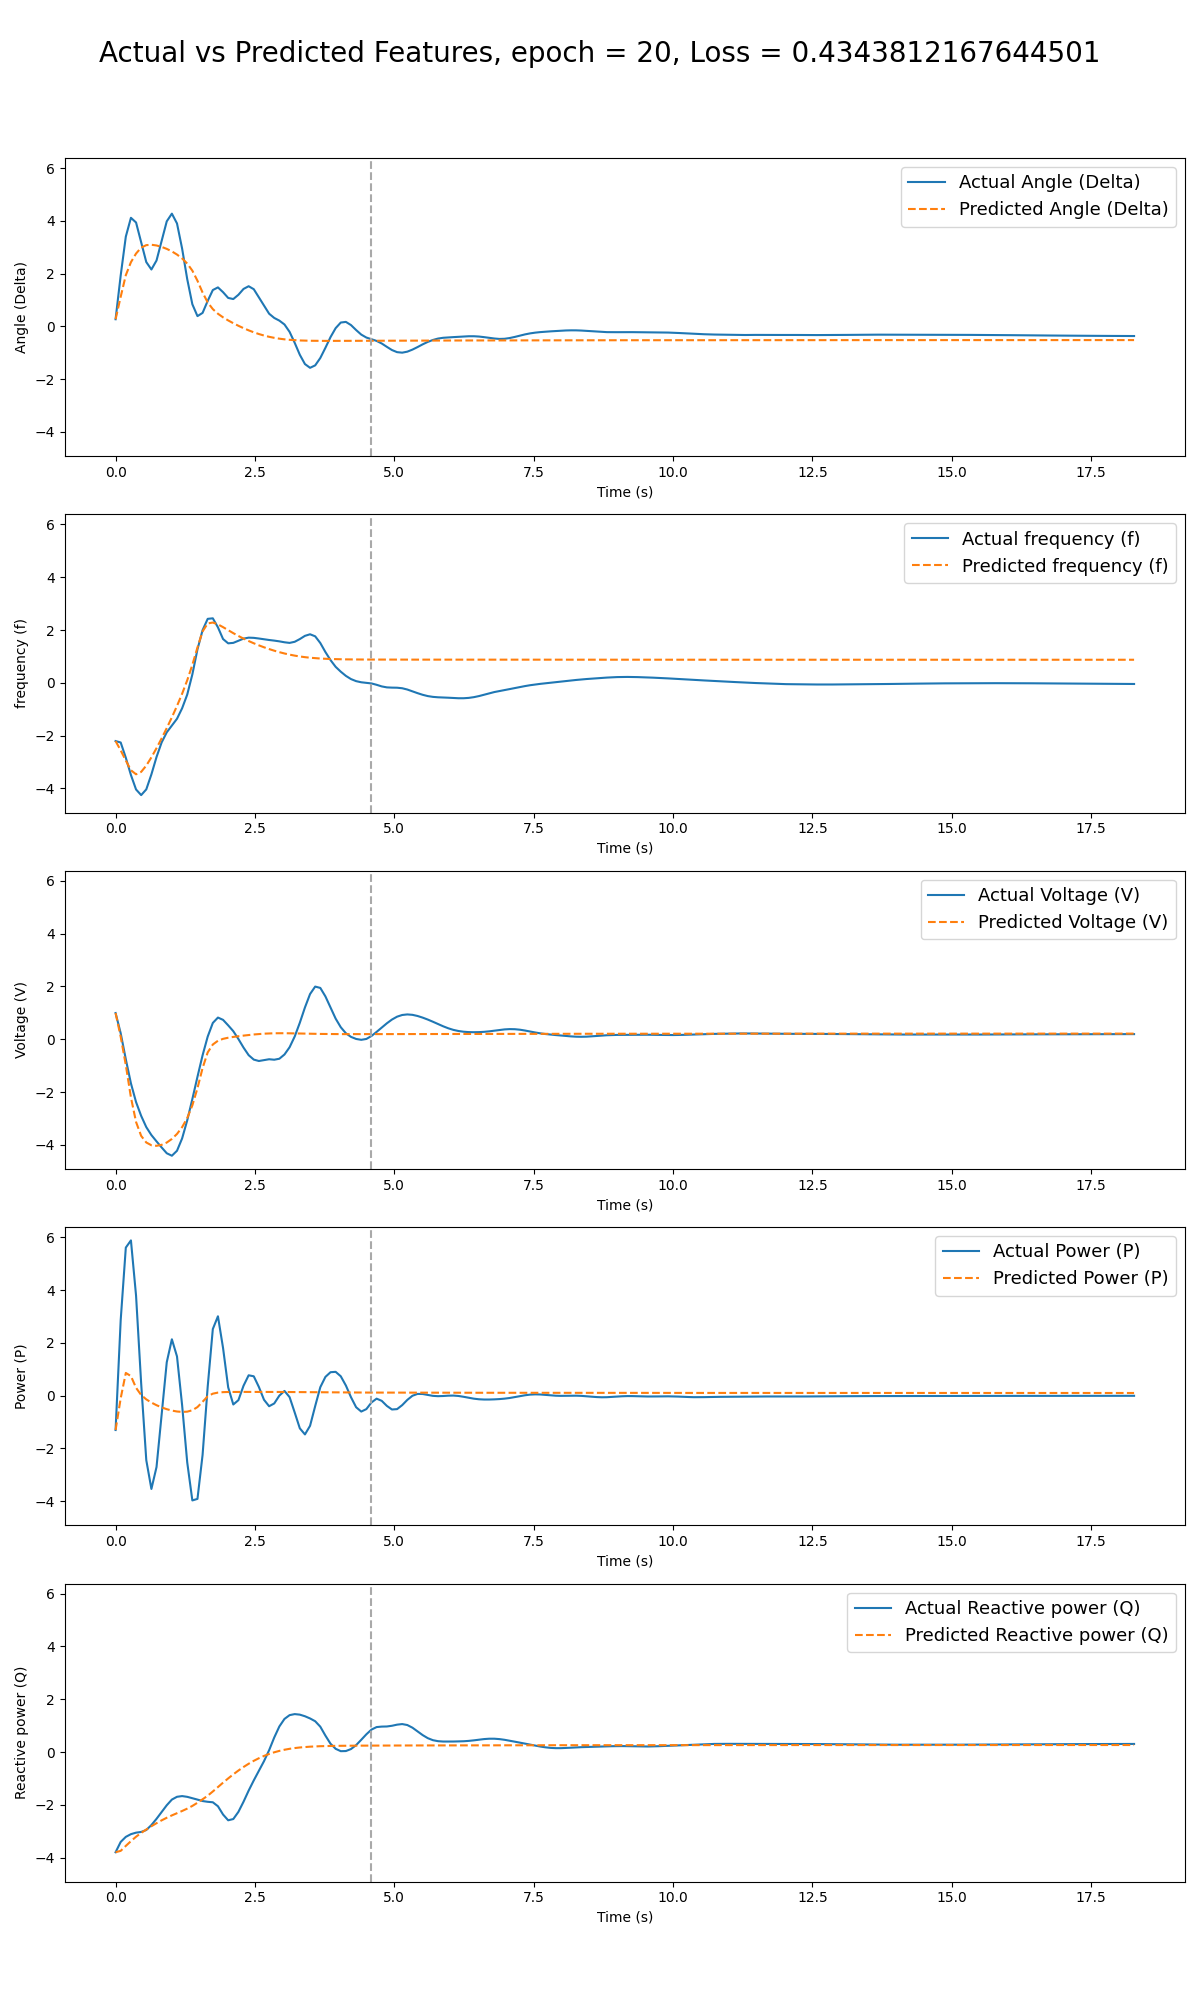 Actual vs Predicted Features, epoch = 20, Loss = 0.4343812167644501
Actual Angle (Delta)
Predicted Angle (Delta)
Angle (Delta)
6
4
2
0
−2
−4
0.0 2.5 5.0 7.5 10.0 12.5 15.0 17.5
Time (s)
Actual frequency (f)
Predicted frequency (f)
frequency (f)
6
4
2
0
−2
−4
0.0 2.5 5.0 7.5 10.0 12.5 15.0 17.5
Time (s)
Actual Voltage (V)
Predicted Voltage (V)
Voltage (V)
6
4
2
0
−2
−4
0.0 2.5 5.0 7.5 10.0 12.5 15.0 17.5
Time (s)
Actual Power (P)
Predicted Power (P)
Power (P)
6
4
2
0
−2
−4
0.0 2.5 5.0 7.5 10.0 12.5 15.0 17.5
Time (s)
Actual Reactive power (Q)
Predicted Reactive power (Q)
Reactive power (Q)
6
4
2
0
−2
−4
0.0 2.5 5.0 7.5 10.0 12.5 15.0 17.5
Time (s)